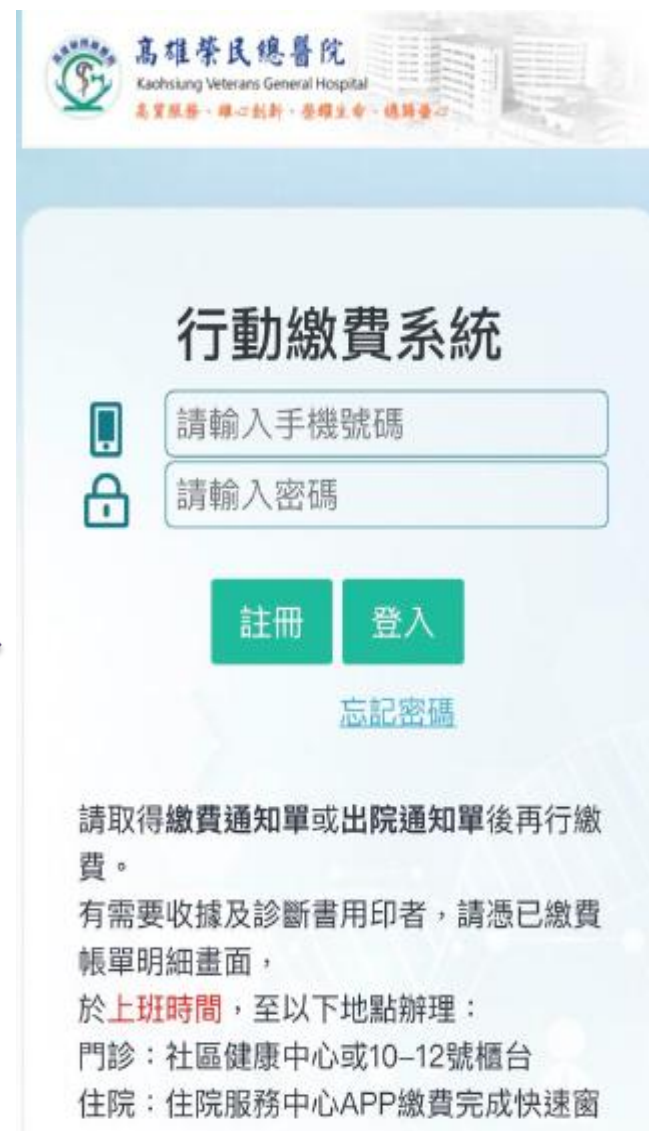 高雄榮民總醫院
Kaohsiung Veterans General Hospital
行動繳費系統
請輸入手機號碼
請輸入密碼
註冊 登入
忘記密碼
請取得繳費通知單或出院通知單後再行繳
費。
有需要收據及診斷書用印者，請憑已繳費
帳單明細畫面，
於上班時間，至以下地點辦理：
門診：社區健康中心或10–12號櫃台
住院：住院服務中心APP繳費完成快速窗